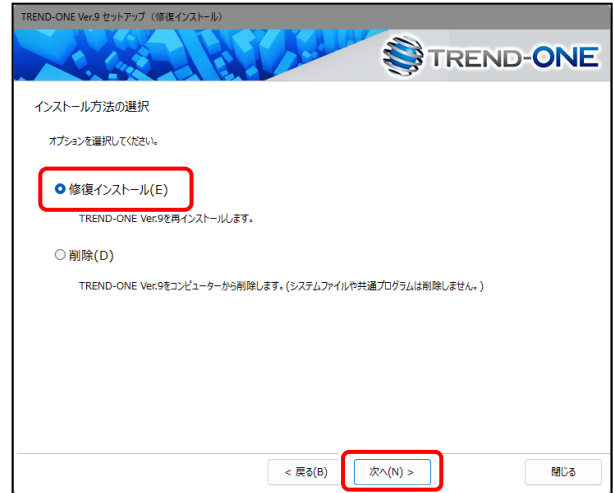 TREND-ONE Ver.9 セットアップ（修復インストール）
TREND-ONE
インストール方法の選択
オプションを選択してください。
修復インストール(E)
TREND-ONE Ver.9を再インストールします。
削除(D)
TREND-ONE Ver.9をコンピューターから削除します。(システムファイルや共通プログラムは削除しません。)
< 戻る(B)
次へ(N) >
閉じる